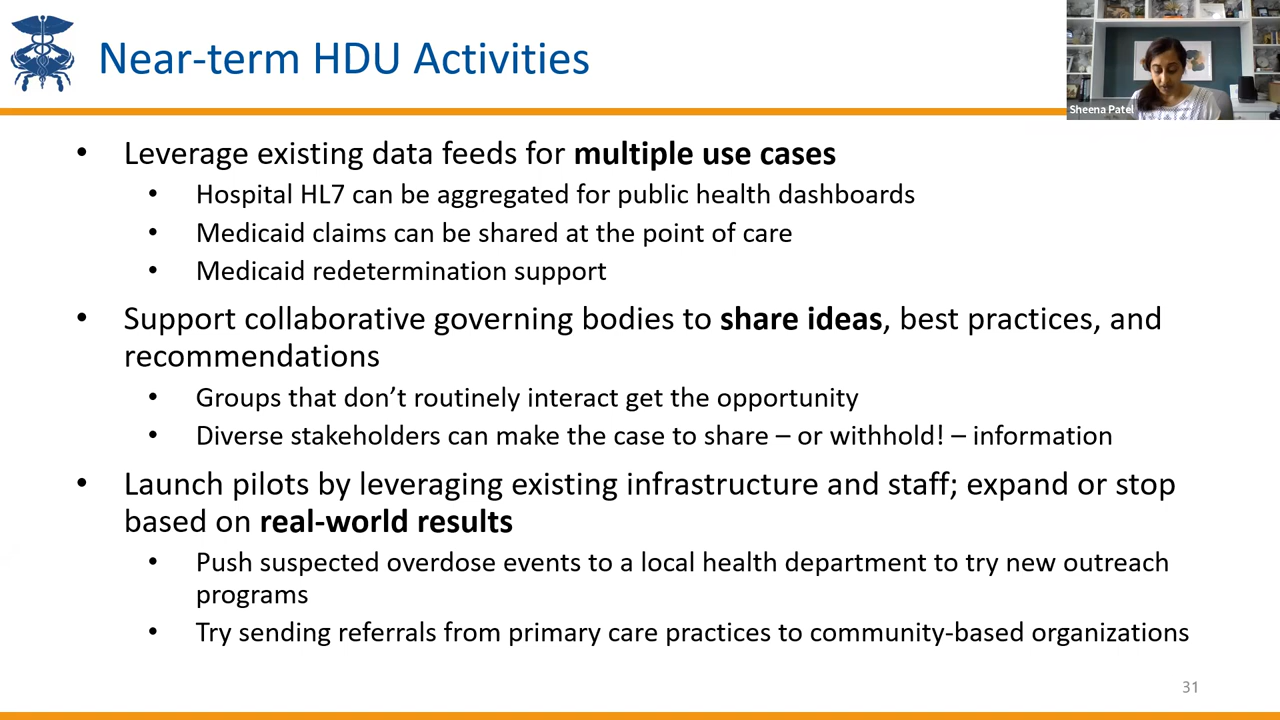 Near-term HDU Activities
Sheena Patel
• Leverage existing data feeds for multiple use cases
• Hospital HL7 can be aggregated for public health dashboards
• Medicaid claims can be shared at the point of care
• Medicaid redetermination support
• Support collaborative governing bodies to share ideas, best practices, and
recommendations
• Groups that don’t routinely interact get the opportunity
• Diverse stakeholders can make the case to share – or withhold! – information
• Launch pilots by leveraging existing infrastructure and staff; expand or stop
based on real-world results
• Push suspected overdose events to a local health department to try new outreach
programs
• Try sending referrals from primary care practices to community-based organizations
31